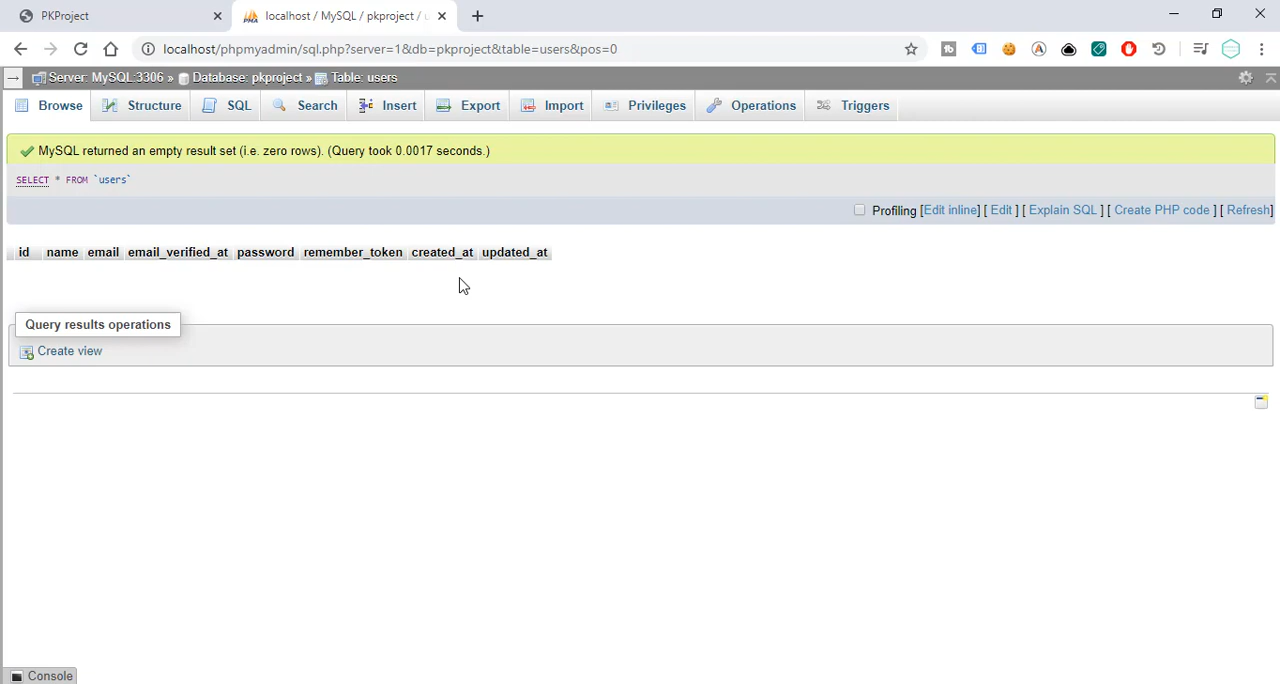 PKProject
localhost / MySQL / pkproject / u
localhost/phpmyadmin/sql.php?server=1&db=pkproject&table=users&pos=0
Server: MySQL:3306 » Database: pkproject » Table: users
Browse Structure SQL Search Insert Export Import Privileges Operations Triggers
MySQL returned an empty result set (i.e. zero rows). (Query took 0.0017 seconds.)
SELECT * FROM `users`
Profiling [Edit inline] [ Edit ] [ Explain SQL ] [ Create PHP code ] [ Refresh]
id name email email_verified_at password remember_token created_at updated_at
Query results operations
Create view
Console